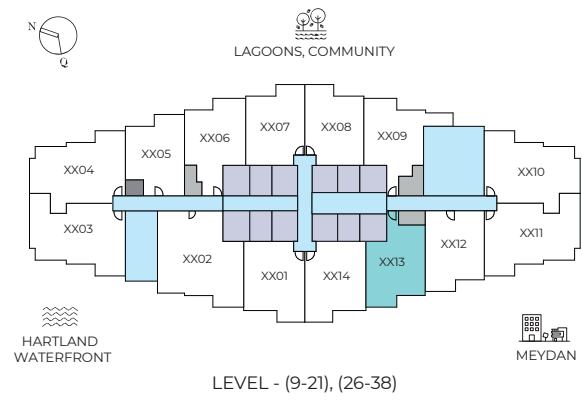 N
Q
LAGOONS, COMMUNITY
XX07
XX08
XX06
XX09
XX05
XX04
XX10
XX03
XX11
XX02
XX12
XX13
XX01
XX14
HARTLAND
WATERFRONT
MEYDAN
LEVEL - (9-21), (26-38)